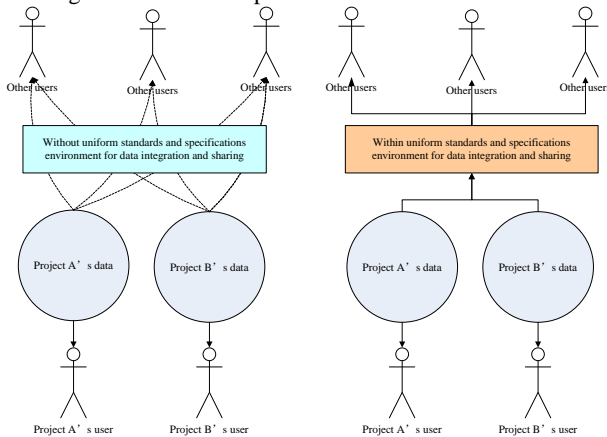 Other users
Other users
Other users
Without uniform standards and specifications
environment for data integration and sharing
Project A’s data
Project B’s data
Project A’s user
Project B’s user
Other users
Other users
Other users
Within uniform standards and specifications
environment for data integration and sharing
Project A’s data
Project B’s data
Project A’s user
Project B’s user